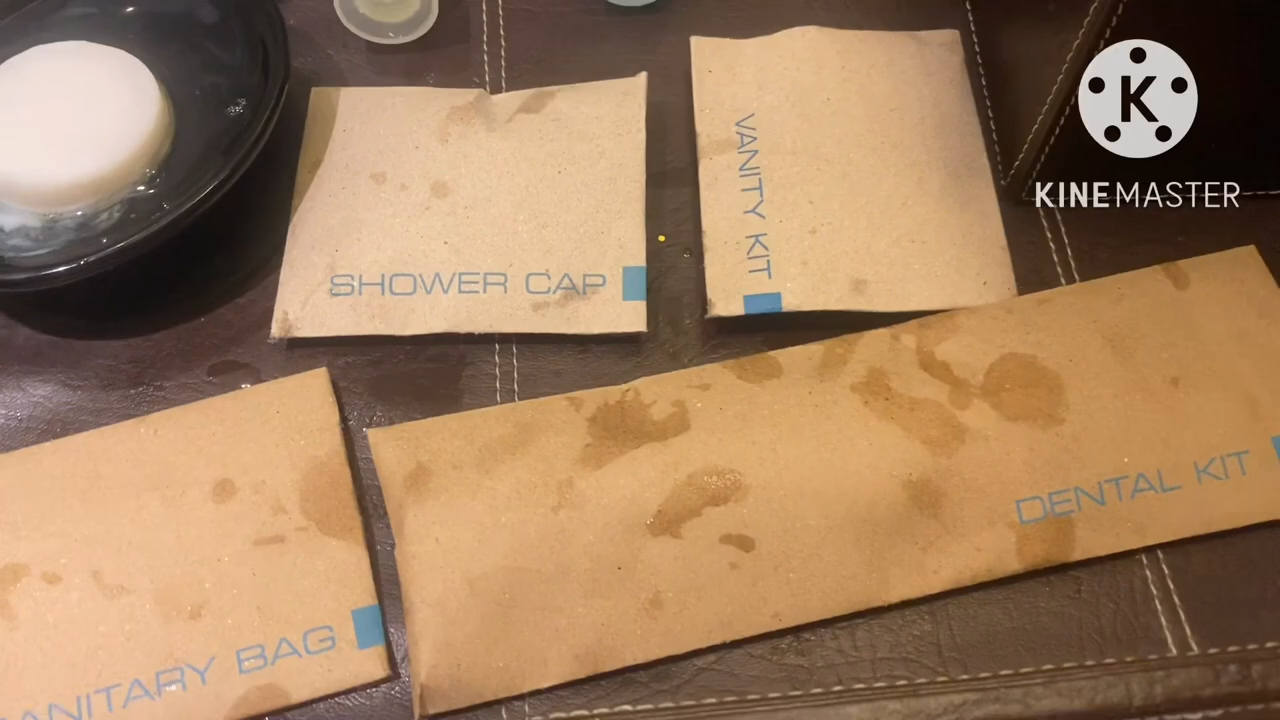 K
KINEMASTER
SHOWER CAP
VANITY KIT
DENTAL KIT
ANITARY BAG